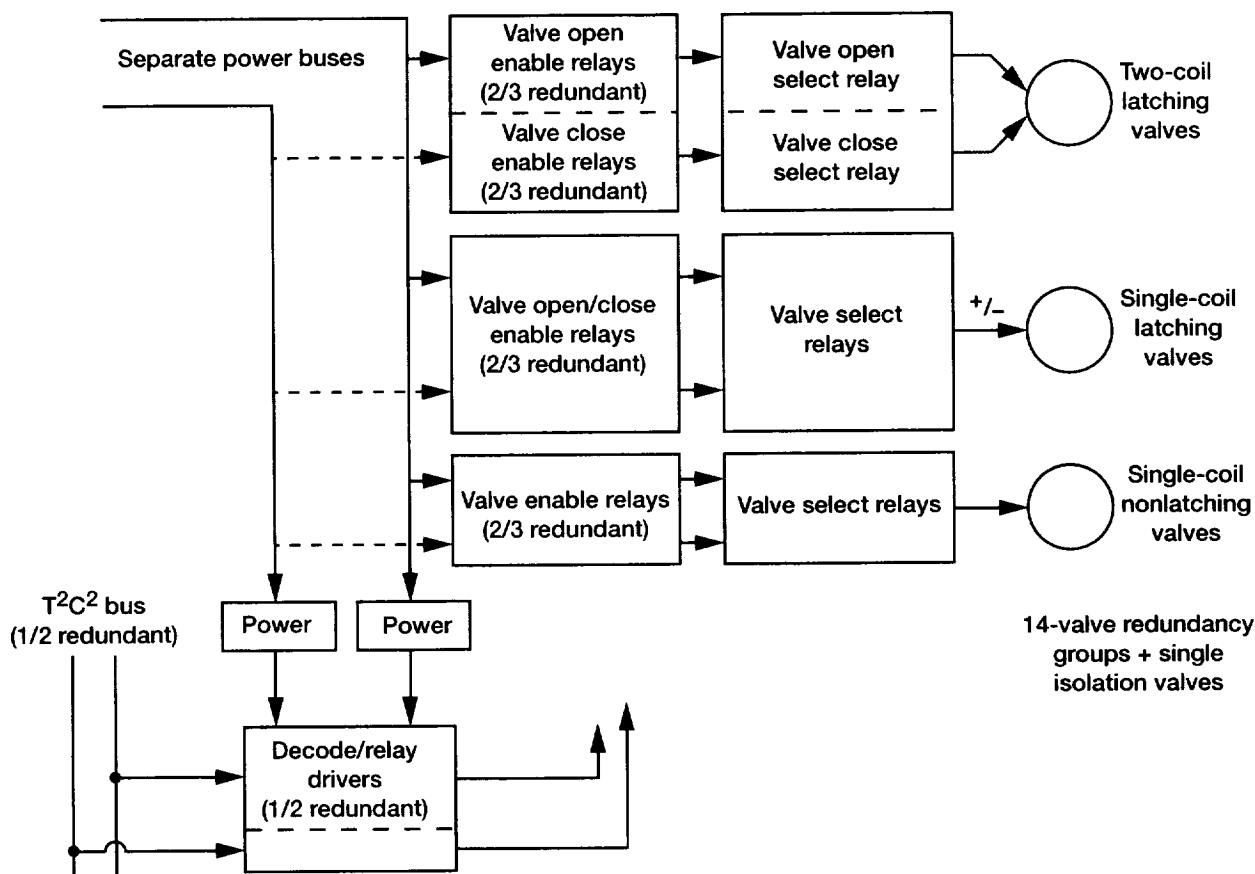 Separate power buses
Valve open
enable relays
(2/3 redundant)
Valve close
enable relays
(2/3 redundant)
Valve open
select relay
Valve close
select relay
Two-coil
latching
valves
Valve open/close
enable relays
(2/3 redundant)
Valve select
relays
+/–
Single-coil
latching
valves
Valve enable relays
(2/3 redundant)
Valve select relays
Single-coil
nonlatching
valves
T²C² bus
(1/2 redundant)
Power
Power
14-valve redundancy
groups + single
isolation valves
Decode/relay
drivers
(1/2 redundant)